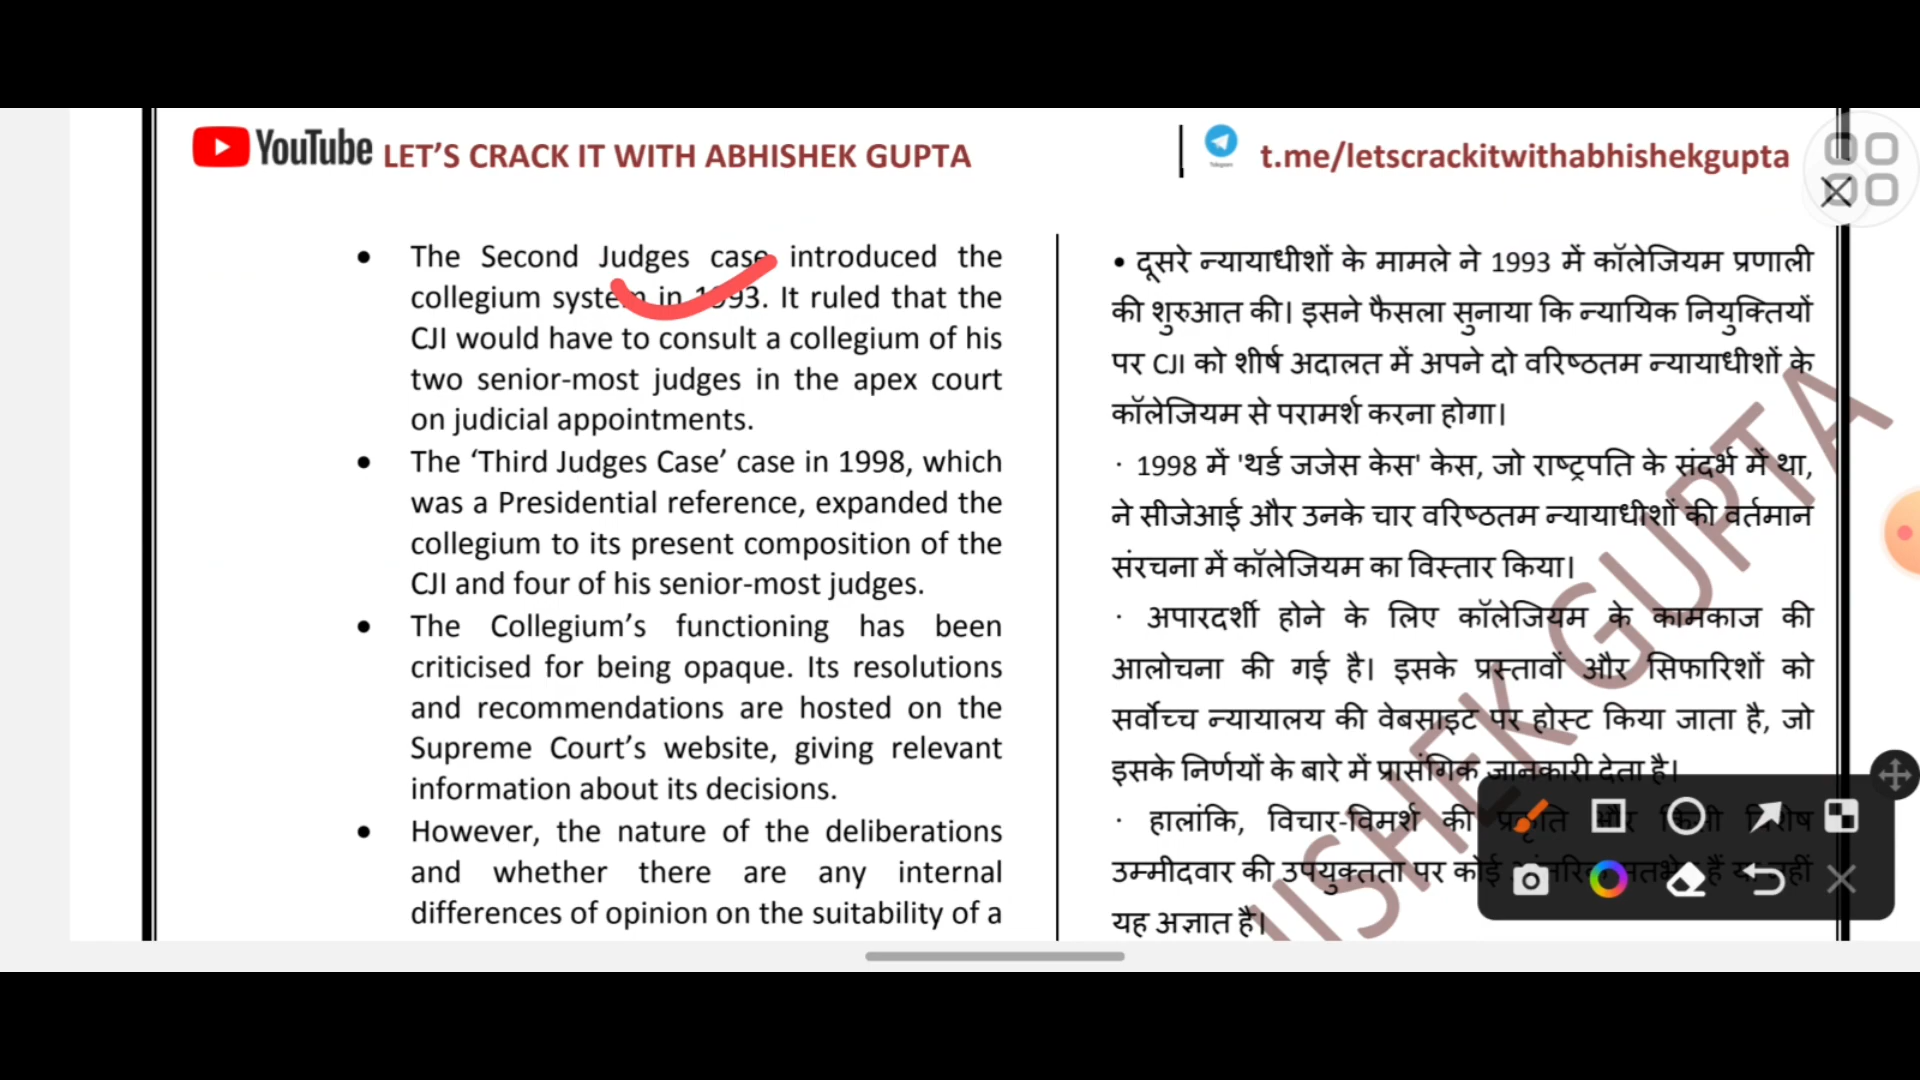 YouTube LET'S CRACK IT WITH ABHISHEK GUPTA
Telegram t.me/letscrackitwithabhishekgupta
• The Second Judges case introduced the
collegium system in 1993. It ruled that the
CJI would have to consult a collegium of his
two senior-most judges in the apex court
on judicial appointments.
• The ‘Third Judges Case’ case in 1998, which
was a Presidential reference, expanded the
collegium to its present composition of the
CJI and four of his senior-most judges.
• The Collegium’s functioning has been
criticised for being opaque. Its resolutions
and recommendations are hosted on the
Supreme Court’s website, giving relevant
information about its decisions.
• However, the nature of the deliberations
and whether there are any internal
differences of opinion on the suitability of a
• दूसरे न्यायाधीशों के मामले ने 1993 में कॉलेजियम प्रणाली
की शुरुआत की। इसने फैसला सुनाया कि न्यायिक नियुक्तियों
पर CJI को शीर्ष अदालत में अपने दो वरिष्ठतम न्यायाधीशों के
कॉलेजियम से परामर्श करना होगा।
· 1998 में 'थर्ड जजेस केस' केस, जो राष्ट्रपति के संदर्भ में था,
ने सीजेआई और उनके चार वरिष्ठतम न्यायाधीशों की वर्तमान
संरचना में कॉलेजियम का विस्तार किया।
· अपारदर्शी होने के लिए कॉलेजियम के कामकाज की
आलोचना की गई है। इसके प्रस्तावों और सिफारिशों को
सर्वोच्च न्यायालय की वेबसाइट पर होस्ट किया जाता है, जो
इसके निर्णयों के बारे में प्रासंगिक जानकारी देता है।
· हालांकि, विचार-विमर्श की प्रकृति और किसी विशेष
उम्मीदवार की उपयुक्तता पर कोई आंतरिक मतभेद हैं या नहीं
यह अज्ञात है।
HISHEK GUPTA